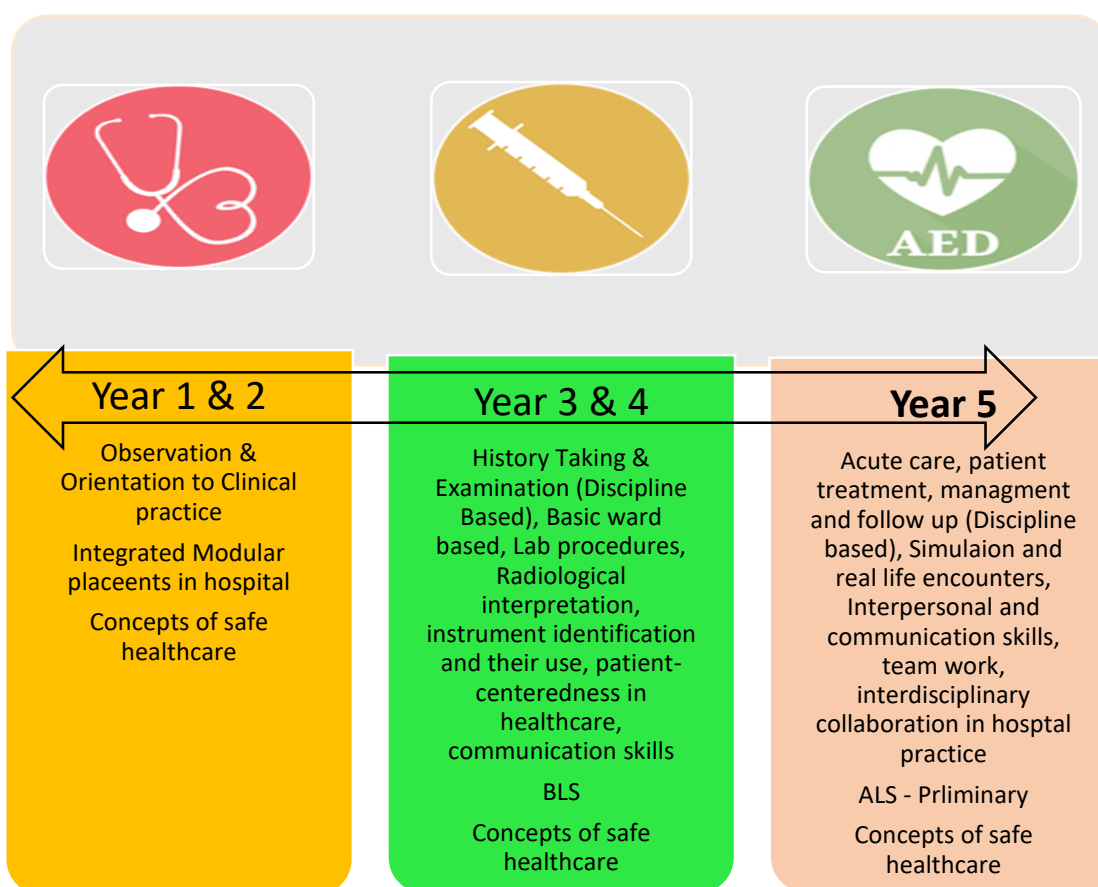 AED
Year 1 & 2
Observation &
Orientation to Clinical
practice
Integrated Modular
placeents in hospital
Concepts of safe
healthcare
Year 3 & 4
History Taking &
Examination (Discipline
Based), Basic ward
based, Lab procedures,
Radiological
interpretation,
instrument identification
and their use, patient-
centeredness in
healthcare,
communication skills
BLS
Concepts of safe
healthcare
Year 5
Acute care, patient
treatment, managment
and follow up (Discipline
based), Simulaion and
real life encounters,
Interpersonal and
communication skills,
team work,
interdisciplinary
collaboration in hosptal
practice
ALS - Prliminary
Concepts of safe
healthcare